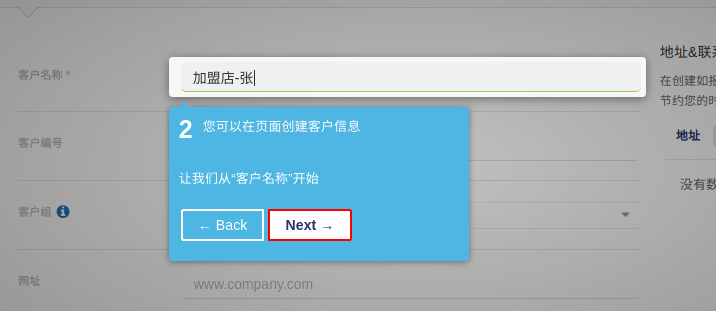 地址&联系
客户名称 *
加盟店-张
在创建如报
节约您的时
2 您可以在页面创建客户信息
客户编号
地址
让我们从“客户名称”开始
没有数
客户组
← Back Next →
网址
www.company.com